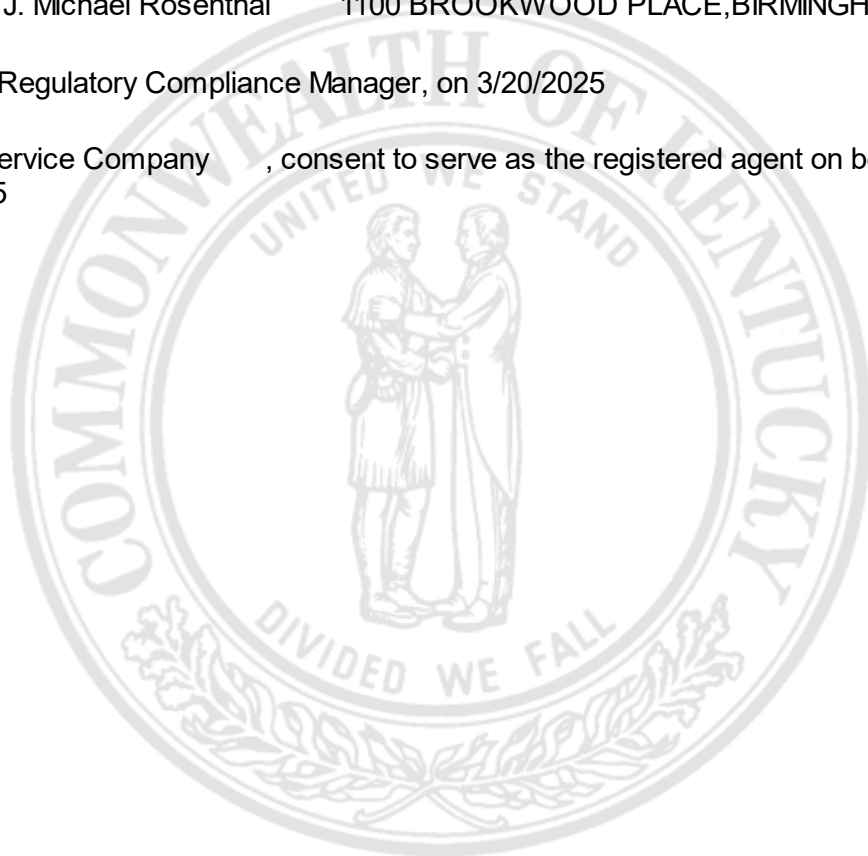 J. Michael Rosenthal 1100 BROOKWOOD PLACE,BIRMINGH
Regulatory Compliance Manager, on 3/20/2025
ervice Company , consent to serve as the registered agent on b
5
COMMONWEALTH OF KENTUCKY
UNITED WE STAND
DIVIDED WE FALL